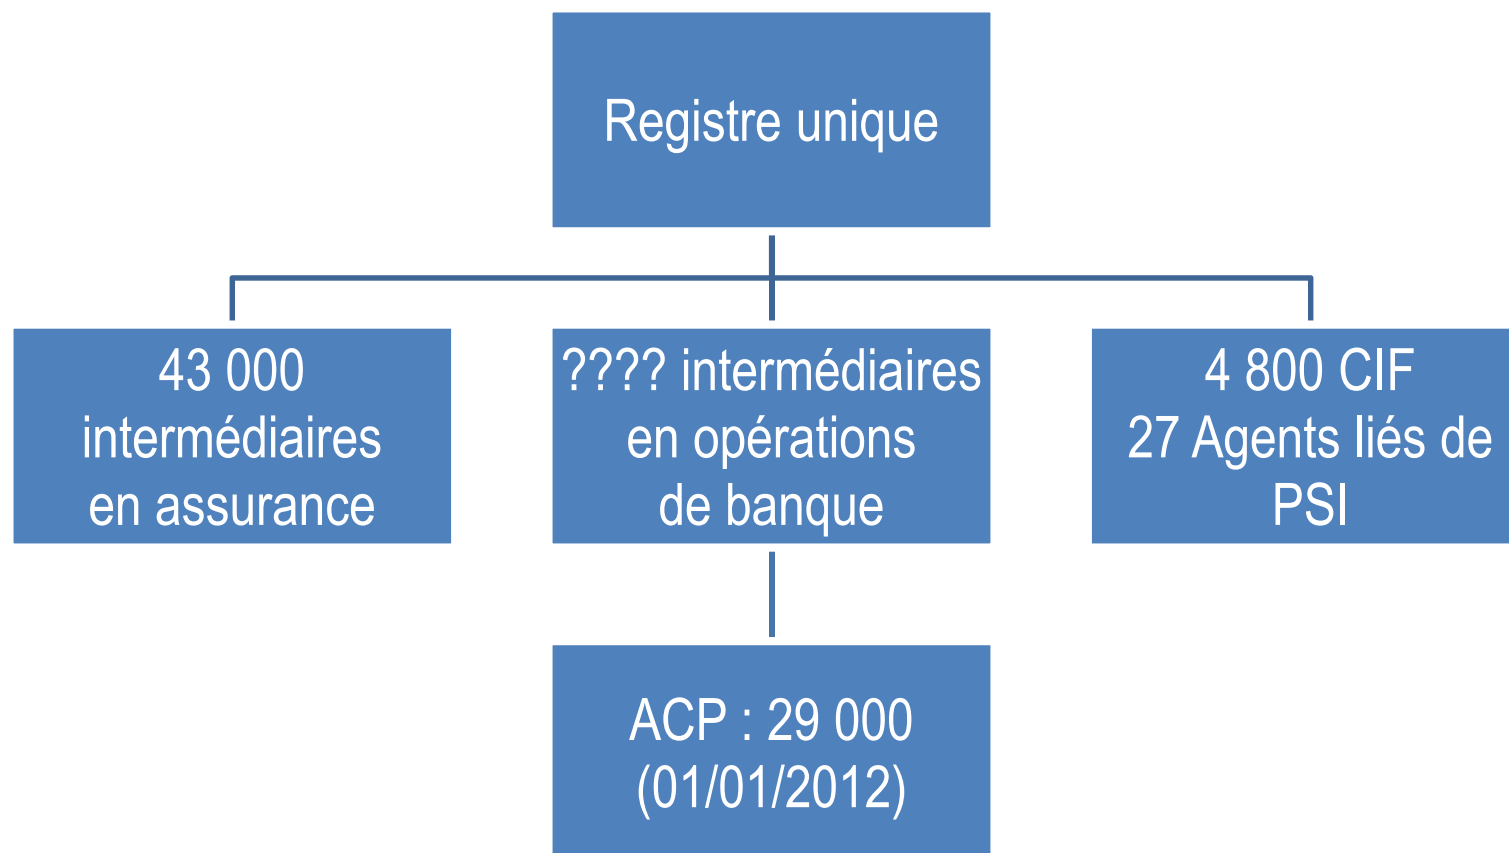 Registre unique
43 000
intermédiaires
en assurance
???? intermédiaires
en opérations
de banque
4 800 CIF
27 Agents liés de
PSI
ACP : 29 000
(01/01/2012)